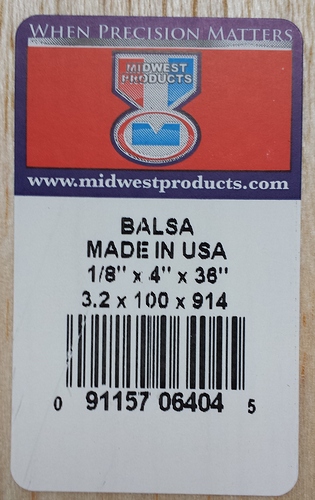 WHEN PRECISION MATTERS
MIDWEST
PRODUCTS
www.midwestproducts.com
BALSA
MADE IN USA
1/8" x 4" x 36"
3.2 x 100 x 914
0 91157 06404 5